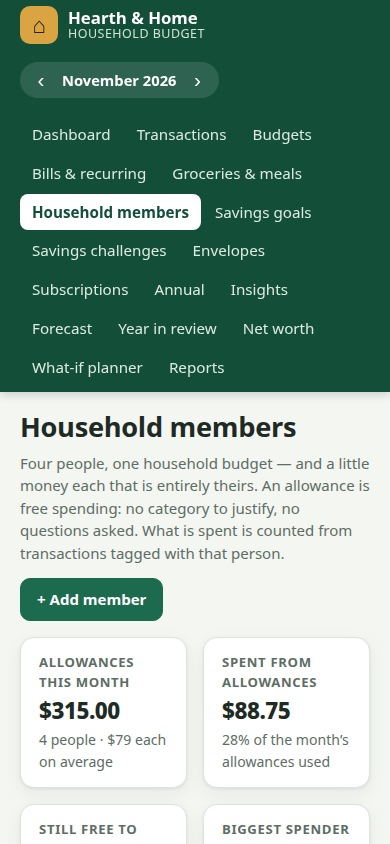 Hearth & Home
HOUSEHOLD BUDGET
‹ November 2026 ›
Dashboard Transactions Budgets
Bills & recurring Groceries & meals
Household members Savings goals
Savings challenges Envelopes
Subscriptions Annual Insights
Forecast Year in review Net worth
What-if planner Reports
Household members
Four people, one household budget — and a little
money each that is entirely theirs. An allowance is
free spending: no category to justify, no
questions asked. What is spent is counted from
transactions tagged with that person.
+ Add member
ALLOWANCES
THIS MONTH
$315.00
4 people · $79 each
on average
SPENT FROM
ALLOWANCES
$88.75
28% of the month's
allowances used
STILL FREE TO
BIGGEST SPENDER